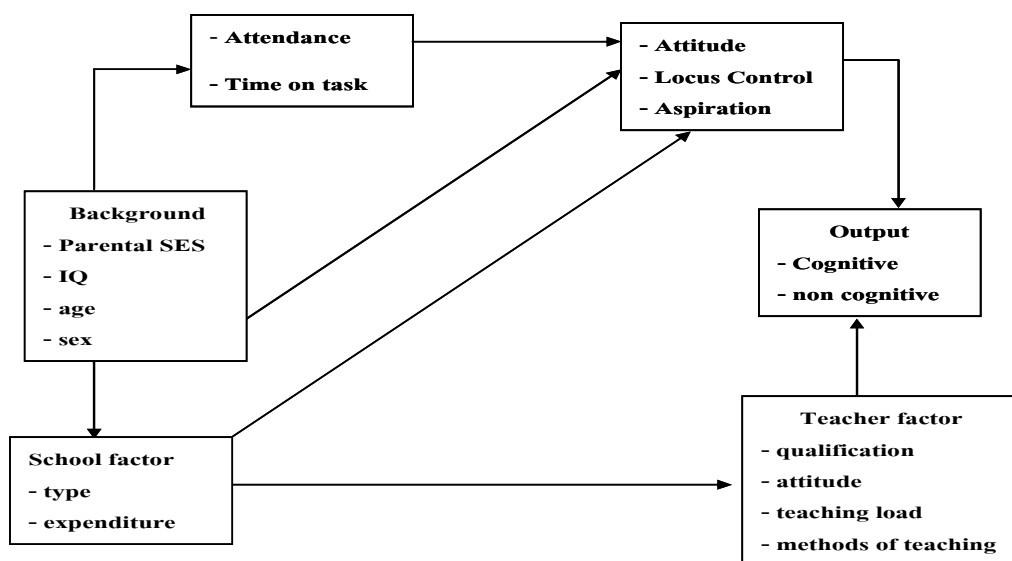 - Attendance
- Time on task
- Attitude
- Locus Control
- Aspiration
Background
- Parental SES
- IQ
- age
- sex
Output
- Cognitive
- non cognitive
School factor
- type
- expenditure
Teacher factor
- qualification
- attitude
- teaching load
- methods of teaching